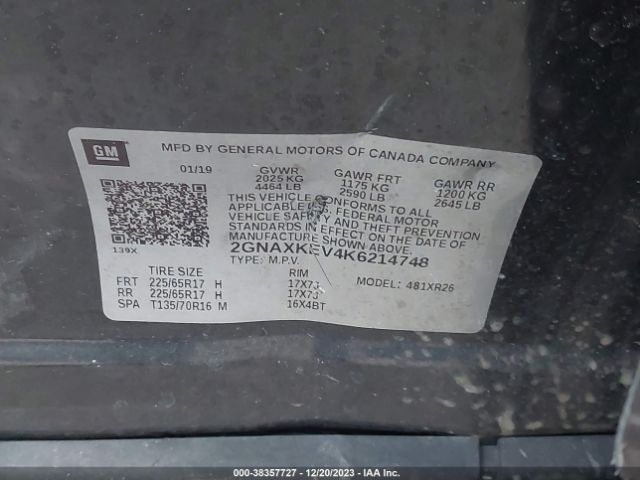 GM
MFD BY GENERAL MOTORS OF CANADA COMPANY
01/19
GVWR GAWR FRT GAWR RR
2025 KG 1175 KG 1200 KG
4464 LB 2590 LB 2645 LB
THIS VEHICLE CONFORMS TO ALL
APPLICABLE U.S. FEDERAL MOTOR
VEHICLE SAFETY, BUMPER, AND THEFT PREVENTION
STANDARDS IN EFFECT ON THE DATE OF
MANUFACTURE SHOWN ABOVE.
139X
2GNAXKEV4K6214748
TYPE: M.P.V.
TIRE SIZE RIM MODEL: 481XR26
FRT 225/65R17 H 17X7J
RR 225/65R17 H 17X7J
SPA T135/70R16 M 16X4BT
000-38357727 - 12/20/2023 - IAA Inc.